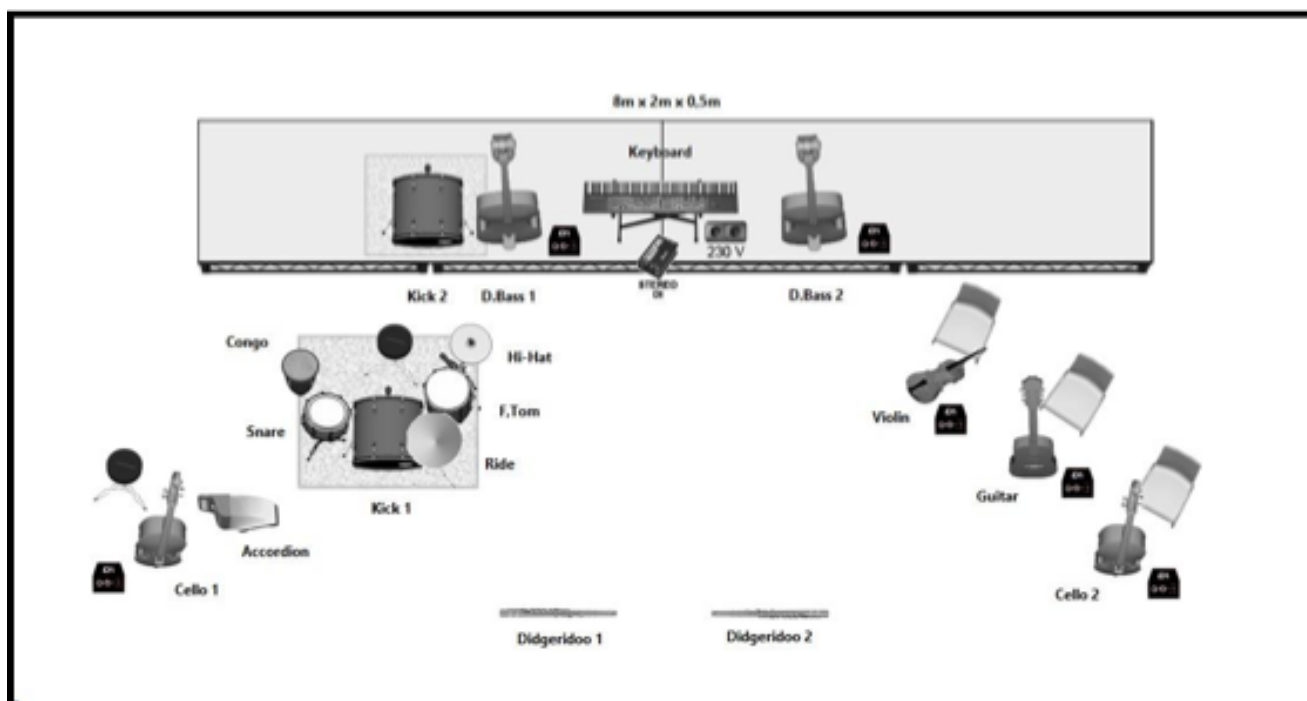 8m x 2m x 0,5m
Keyboard
230 V
STEREO
DI
Kick 2
D.Bass 1
D.Bass 2
Congo
Hi-Hat
F.Tom
Snare
Ride
Kick 1
Violin
Guitar
Accordion
Cello 1
Cello 2
Didgeridoo 1
Didgeridoo 2